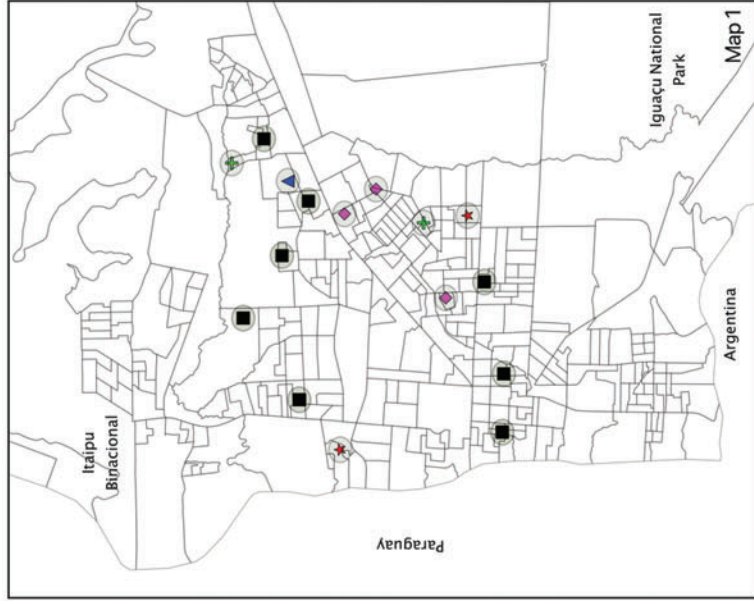 Map 1
Itaipu
Binacional
Iguaçu National
Park
Paraguay
Argentina